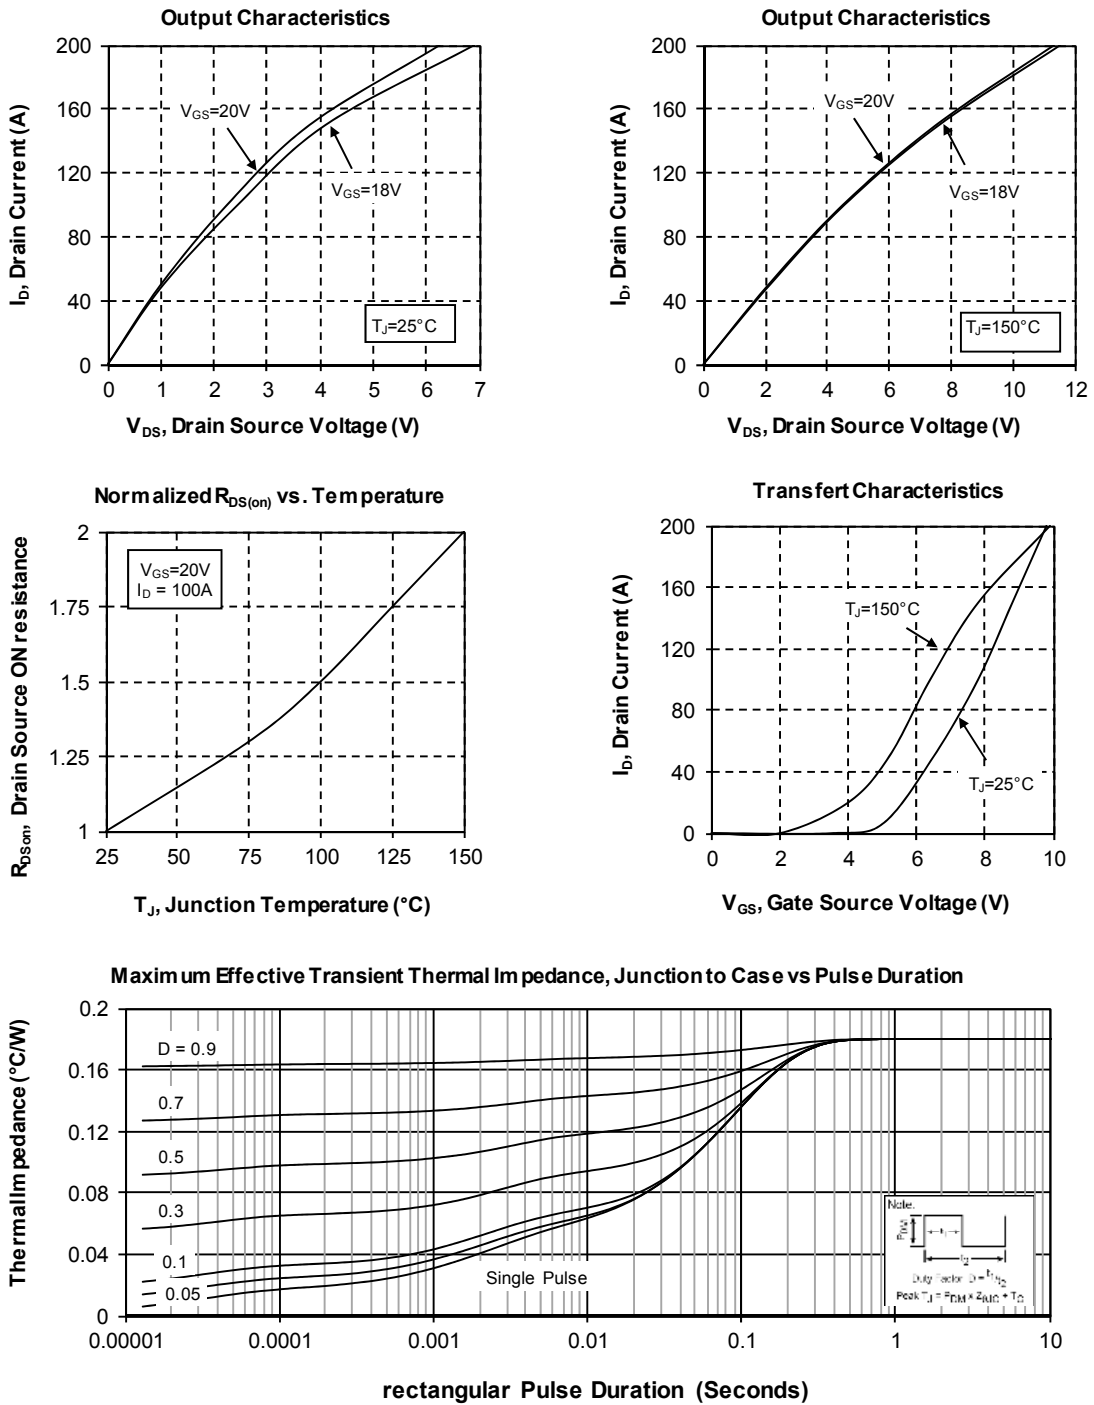 Output Characteristics
200
160
120
80
40
0
I_D, Drain Current (A)
V_GS=20V
V_GS=18V
T_J=25°C
0 1 2 3 4 5 6 7
V_DS, Drain Source Voltage (V)
Output Characteristics
200
160
120
80
40
0
I_D, Drain Current (A)
V_GS=20V
V_GS=18V
T_J=150°C
0 2 4 6 8 10 12
V_DS, Drain Source Voltage (V)
Normalized R_DS(on) vs. Temperature
2
1.75
1.5
1.25
1
R_DSon, Drain Source ON resistance
V_GS=20V
I_D = 100A
25 50 75 100 125 150
T_J, Junction Temperature (°C)
Transfert Characteristics
200
160
120
80
40
0
I_D, Drain Current (A)
T_J=150°C
T_J=25°C
0 2 4 6 8 10
V_GS, Gate Source Voltage (V)
Maximum Effective Transient Thermal Impedance, Junction to Case vs Pulse Duration
0.2
0.16
0.12
0.08
0.04
0
Thermal Impedance (°C/W)
D = 0.9
0.7
0.5
0.3
0.1
0.05
Single Pulse
Note:
P_DM
t_1
t_2
Duty Factor D = t_1/t_2
Peak T_J = P_DM x Z_thJC + T_C
0.00001 0.0001 0.001 0.01 0.1 1 10
rectangular Pulse Duration (Seconds)